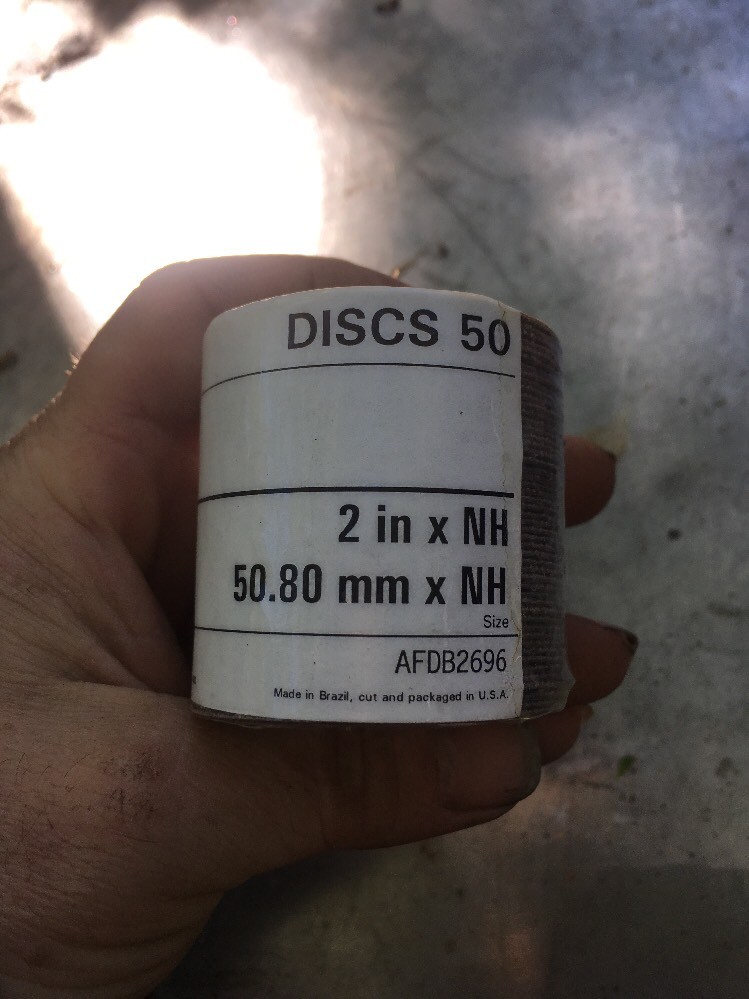 DISCS 50
2 in x NH
50.80 mm x NH
Size
AFDB2696
Made in Brazil, cut and packaged in U.S.A.